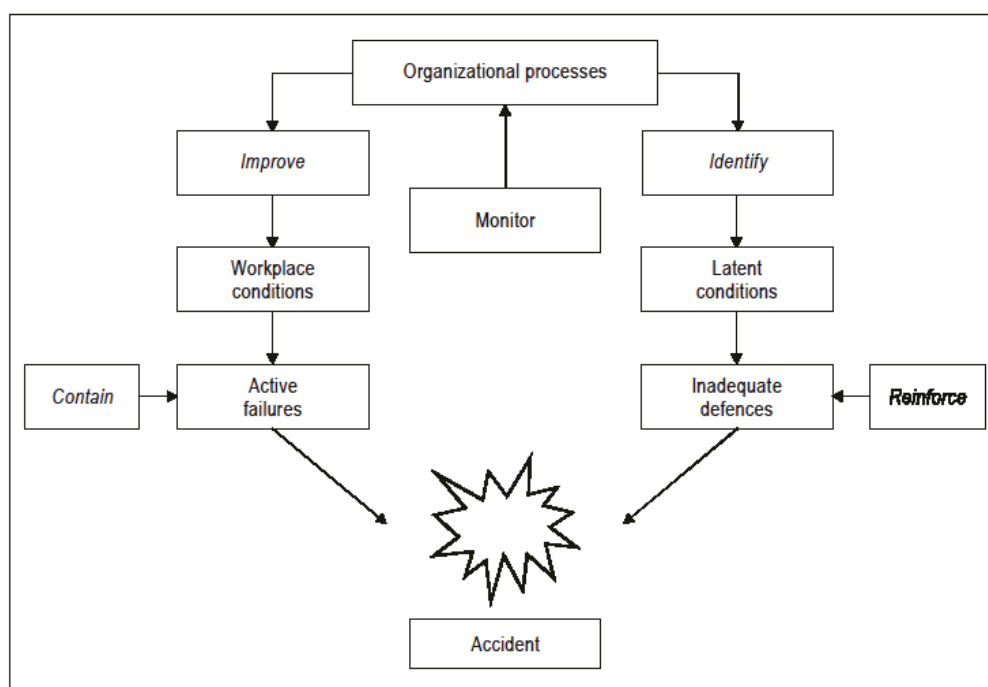 Organizational processes
Improve
Identify
Monitor
Workplace
conditions
Latent
conditions
Contain
Active
failures
Inadequate
defences
Reinforce
Accident